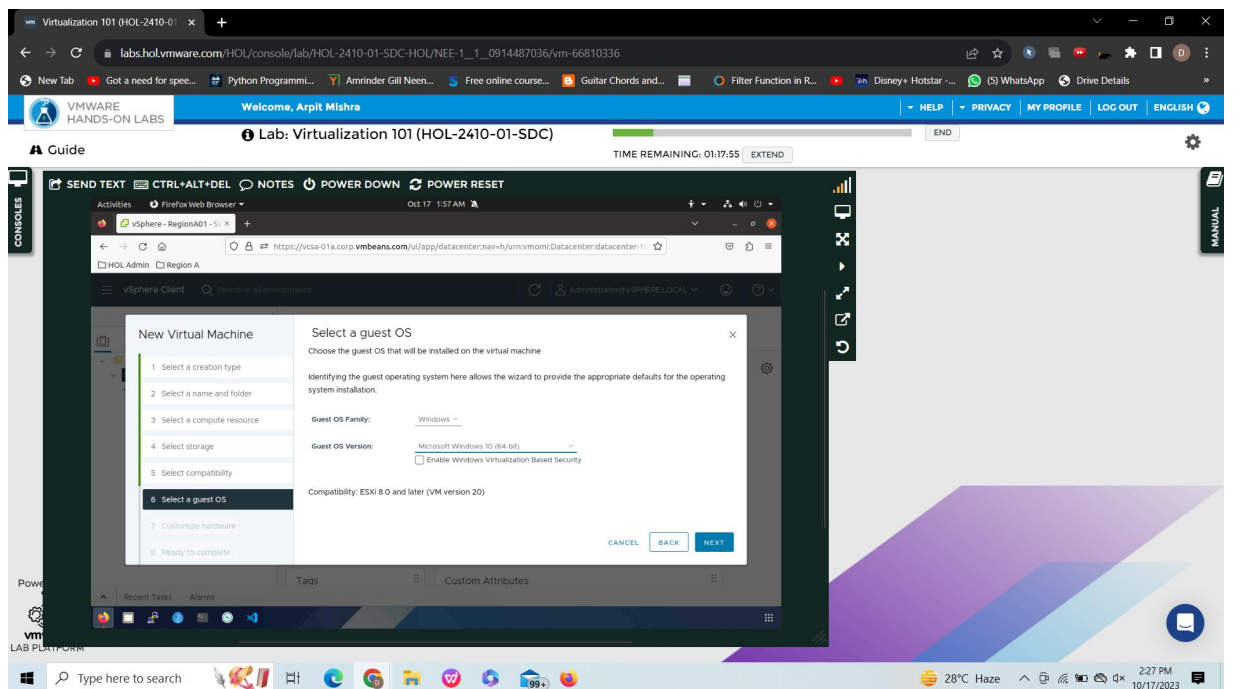 Virtualization 101 (HOL-2410-01
labs.hol.vmware.com/HOL/console/lab/HOL-2410-01-SDC-HOL/NEE-1__1__0914487036/vm-66810336
New Tab Got a need for spee... Python Programmi... Amrinder Gill Neen... Free online course... Guitar Chords and... Filter Function in R... Disney+ Hotstar -... (5) WhatsApp Drive Details »
VMWARE
HANDS-ON LABS
Welcome, Arpit Mishra
HELP PRIVACY MY PROFILE LOG OUT ENGLISH
Guide
Lab: Virtualization 101 (HOL-2410-01-SDC)
END
TIME REMAINING: 01:17:55 EXTEND
CONSOLES
MANUAL
SEND TEXT CTRL+ALT+DEL NOTES POWER DOWN POWER RESET
Activities Firefox Web Browser Oct 17 1:57 AM
vSphere - RegionA01 - S
https://vcsa-01a.corp.vmbeans.com/ui/app/datacenter;nav=h/urn:vmomi:Datacenter:datacenter-1
HOL Admin Region A
vSphere Client Search in all environments Administrator@VSPHERE.LOCAL
New Virtual Machine
1 Select a creation type
2 Select a name and folder
3 Select a compute resource
4 Select storage
5 Select compatibility
6 Select a guest OS
7 Customize hardware
8 Ready to complete
Select a guest OS
Choose the guest OS that will be installed on the virtual machine
Identifying the guest operating system here allows the wizard to provide the appropriate defaults for the operating
system installation.
Guest OS Family: Windows
Guest OS Version: Microsoft Windows 10 (64-bit)
Enable Windows Virtualization Based Security
Compatibility: ESXi 8.0 and later (VM version 20)
CANCEL BACK NEXT
Tags Custom Attributes
Recent Tasks Alarms
Powe
vm
LAB PLATFORM
Type here to search
99+
28°C Haze
2:27 PM
10/17/2023